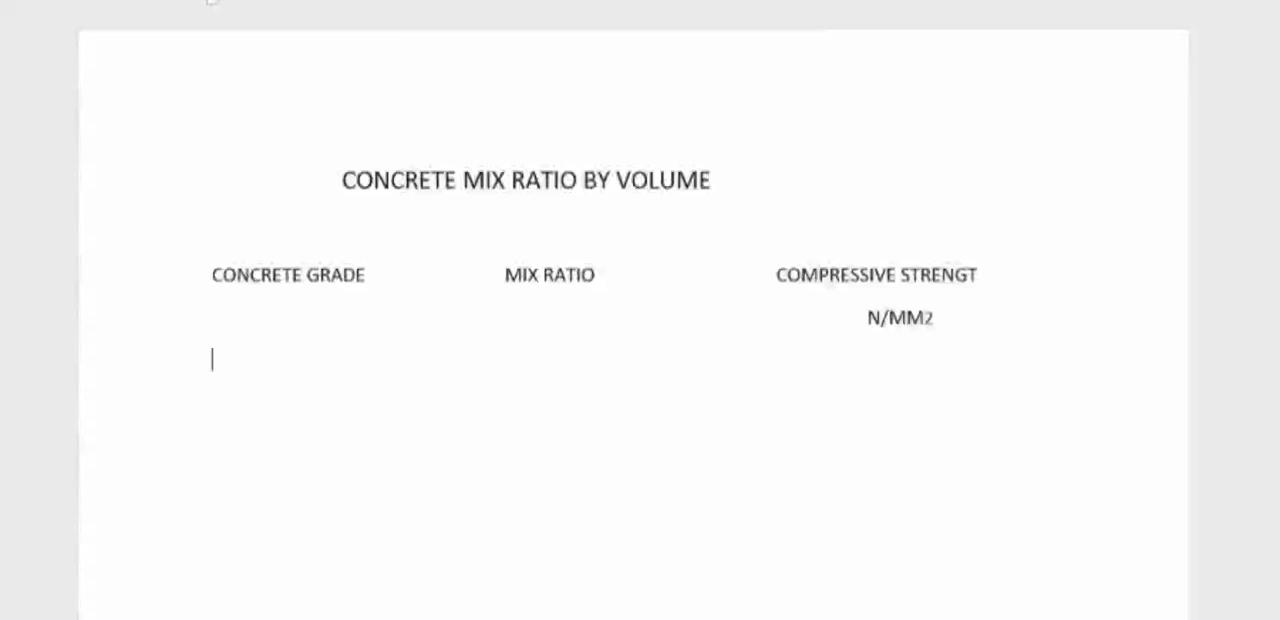 CONCRETE MIX RATIO BY VOLUME
CONCRETE GRADE MIX RATIO COMPRESSIVE STRENGT
N/MM2